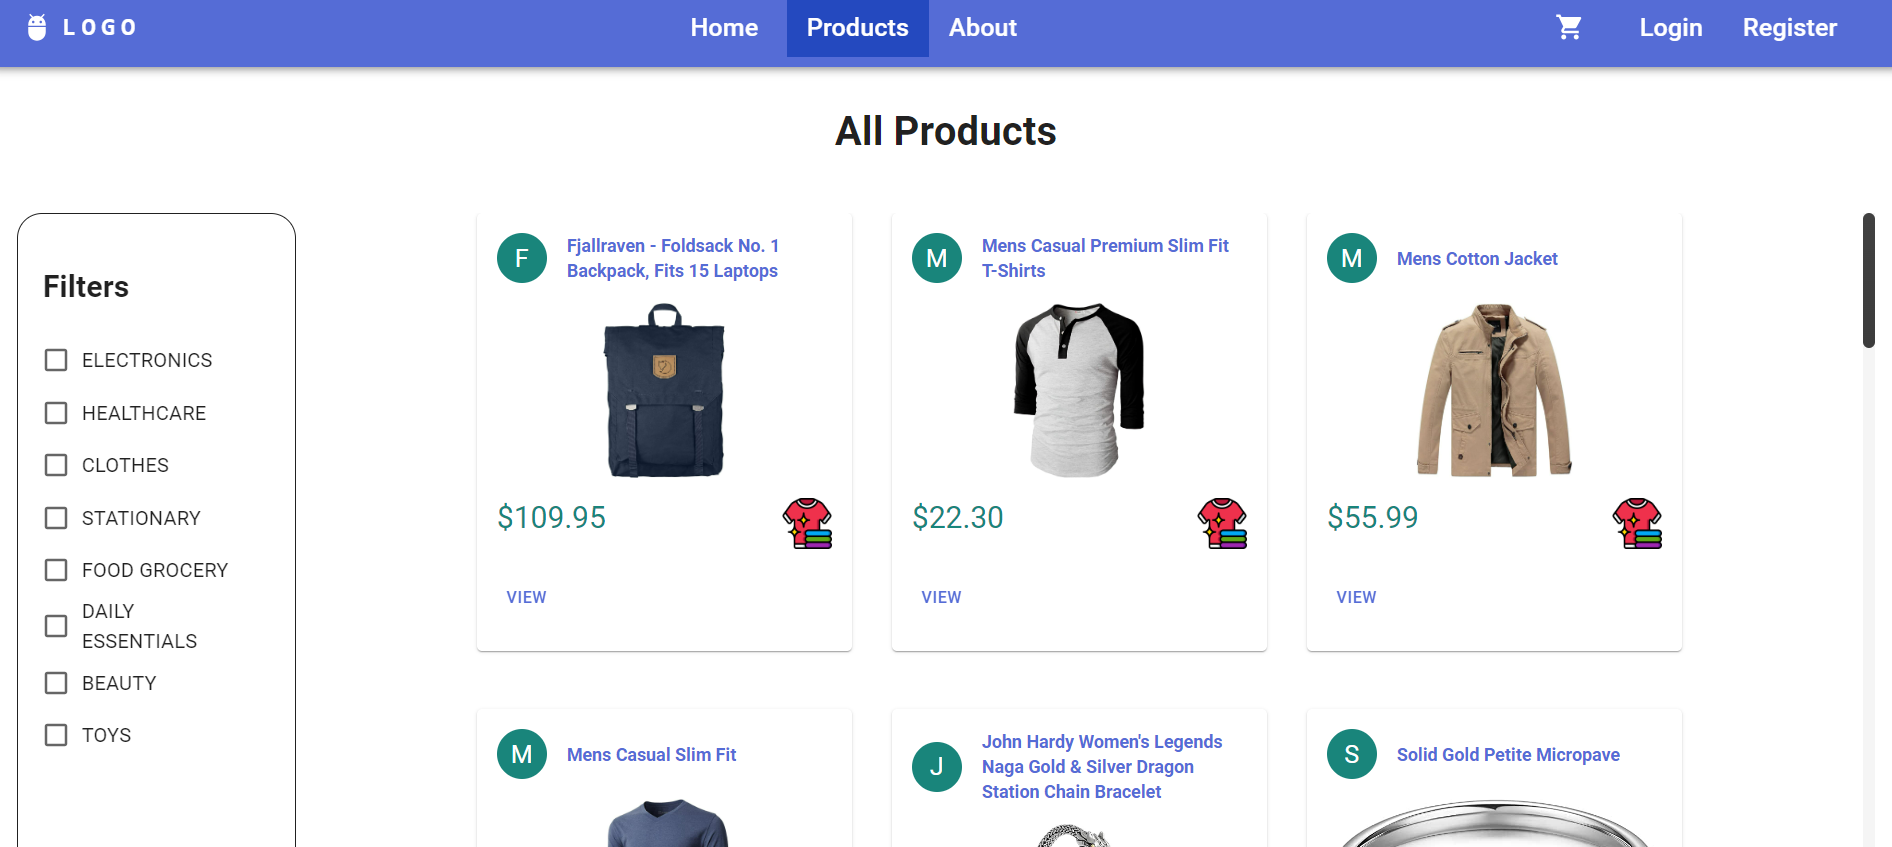 LOGO
Home
Products
About
Login
Register
All Products
Filters
ELECTRONICS
HEALTHCARE
CLOTHES
STATIONARY
FOOD GROCERY
DAILY
ESSENTIALS
BEAUTY
TOYS
F
Fjallraven - Foldsack No. 1
Backpack, Fits 15 Laptops
$109.95
VIEW
M
Mens Casual Premium Slim Fit
T-Shirts
$22.30
VIEW
M
Mens Cotton Jacket
$55.99
VIEW
M
Mens Casual Slim Fit
J
John Hardy Women's Legends
Naga Gold & Silver Dragon
Station Chain Bracelet
S
Solid Gold Petite Micropave